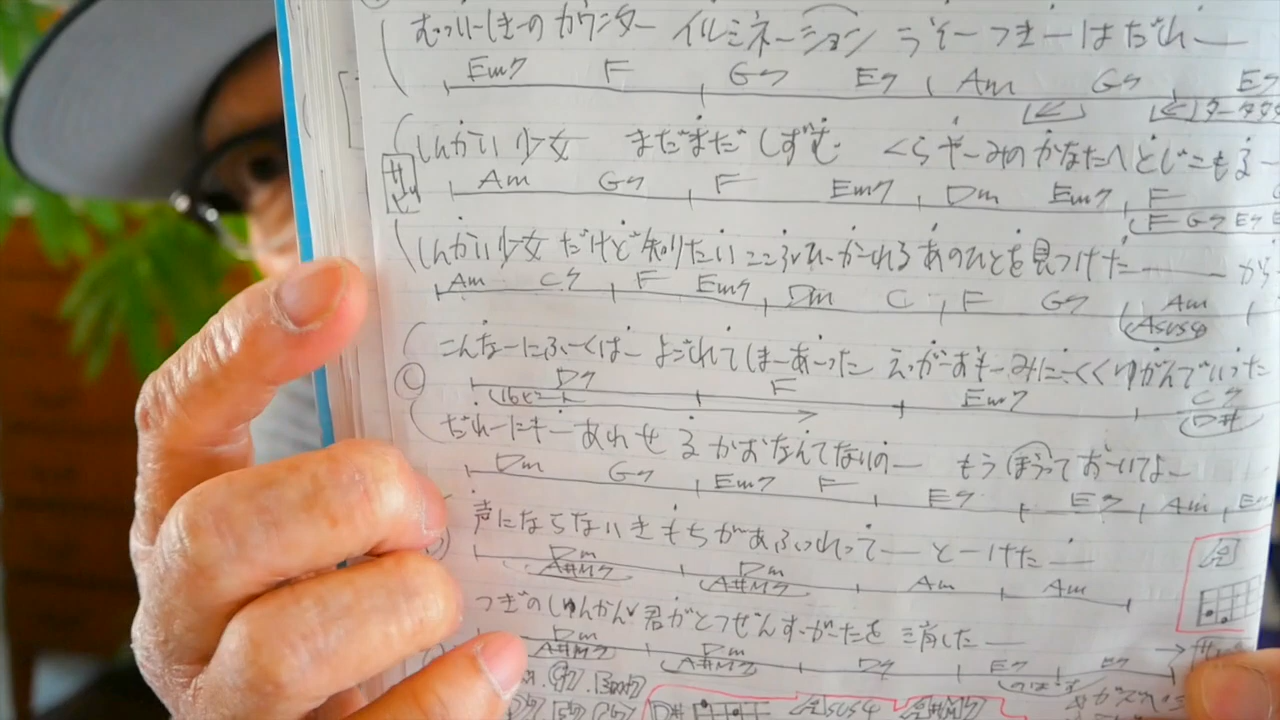 むついーしきーの カウンター イルミネーション うそーつきーはだれー
Em7 F G7 E7 Am G7 E7
しんかい 少女 まだまだ しずむ くらやーみの かなたへ とじこもるー
サビ Am G7 F Em7 Dm Em7 F
F G7 E7
しんかい 少女 だけど 知りたい こころひかれる あのひとを見つけたー から
Am C7 F Em7 Dm C F G7 Am
Asus4
こんなーにふーくはー よごれてしまーあーった えーがーおもーみにーくくゆがんでいった
C D7 F Em7 C7
16ビート D#
だれーにもーあわせる かおなんてないのー もうほうっておーいてよー
Dm G7 Em7 F E7 E7 Am
声にならないきもちがあふれってーとーけたー
Dm Dm Am Am
A#M7 A#M7
つぎのしゅんかん 君がとつぜんすーがーたを 消したー
Dm Dm D7 E7 E7
A#M7 A#M7
D#